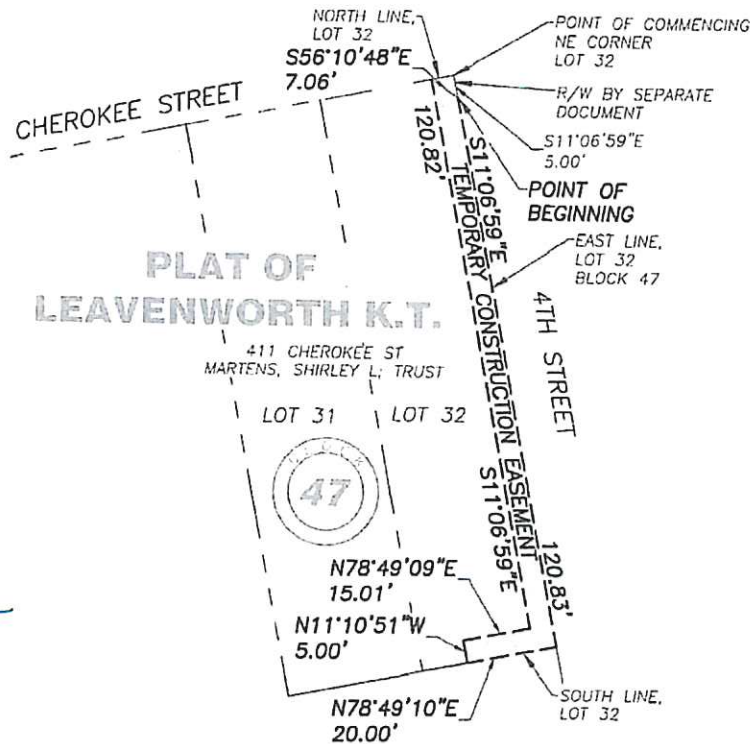 NORTH LINE,
LOT 32
S56°10'48"E
7.06'
POINT OF COMMENCING
NE CORNER
LOT 32
R/W BY SEPARATE
DOCUMENT
S11°06'59"E
5.00'
POINT OF
BEGINNING
CHEROKEE STREET
120.82'
S11°06'59"E
TEMPORARY CONSTRUCTION EASEMENT
EAST LINE,
LOT 32
BLOCK 47
4TH STREET
PLAT OF
LEAVENWORTH K.T.
411 CHEROKEE ST
MARTENS, SHIRLEY L; TRUST
LOT 31
LOT 32
BLOCK
47
S11°06'59"E
120.83'
N78°49'09"E
15.01'
N11°10'51"W
5.00'
N78°49'10"E
20.00'
SOUTH LINE,
LOT 32